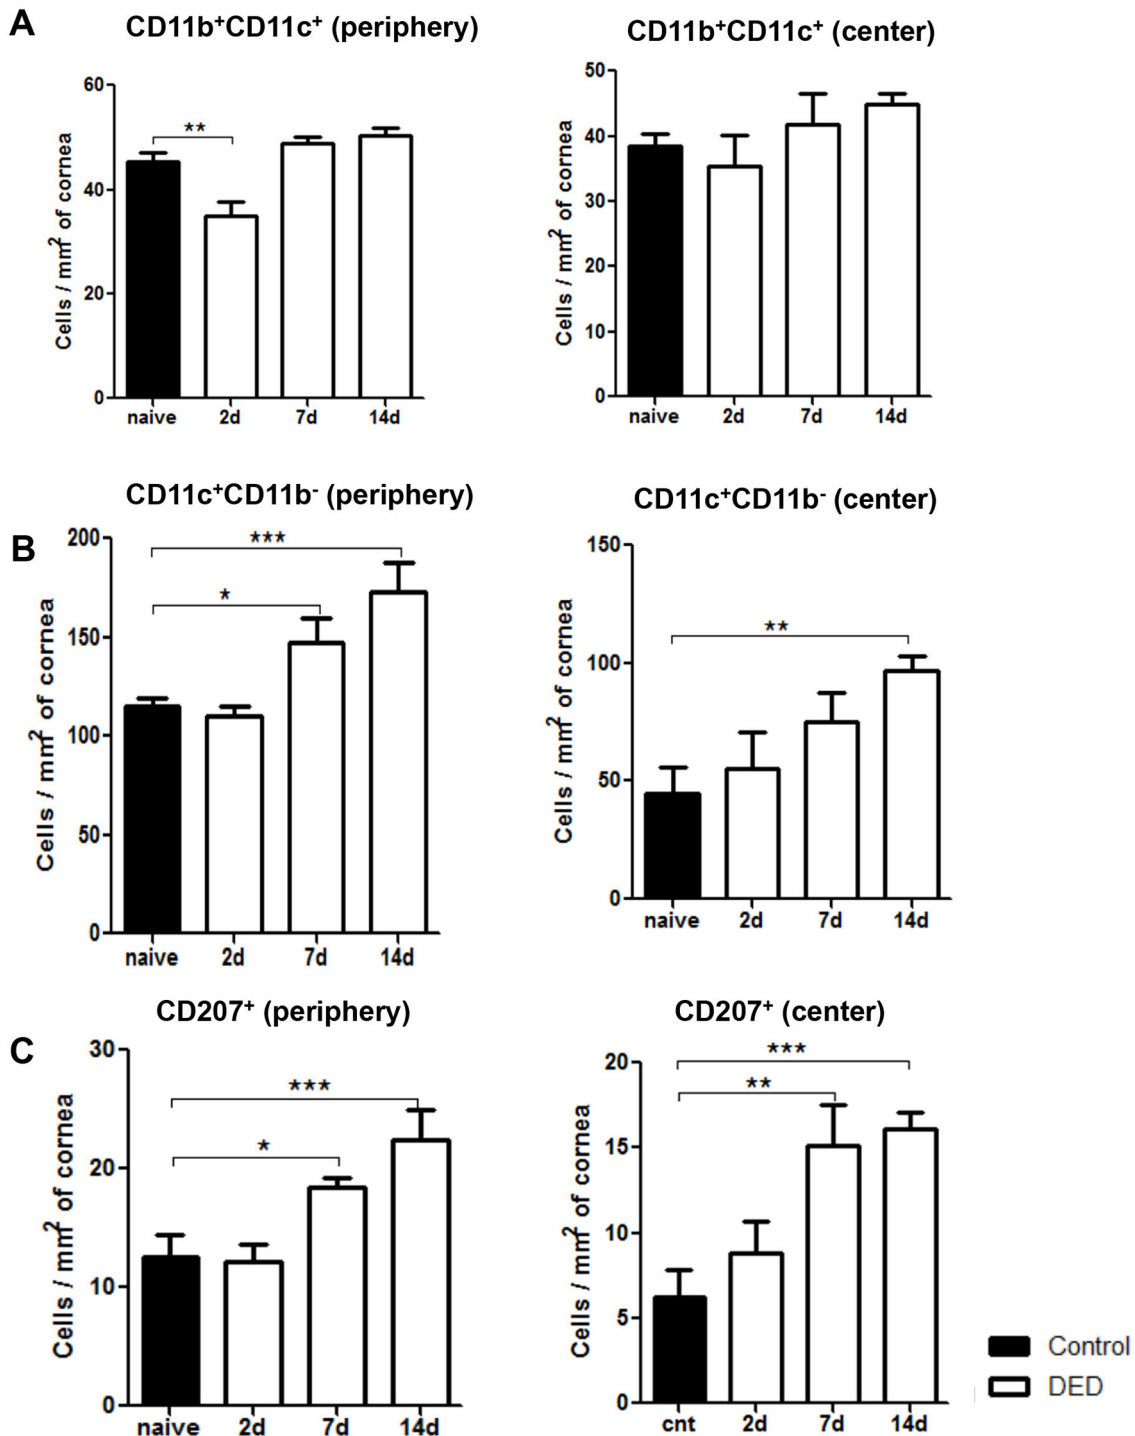 A
CD11b+CD11c+ (periphery)
CD11b+CD11c+ (center)
Cells / mm2 of cornea
60
40
20
0
**
naive 2d 7d 14d
Cells / mm2 of cornea
50
40
30
20
10
0
naive 2d 7d 14d
B
CD11c+CD11b- (periphery)
CD11c+CD11b- (center)
Cells / mm2 of cornea
200
150
100
50
0
***
*
naive 2d 7d 14d
Cells / mm2 of cornea
150
100
50
0
**
naive 2d 7d 14d
C
CD207+ (periphery)
CD207+ (center)
Cells / mm2 of cornea
30
20
10
0
***
*
naive 2d 7d 14d
Cells / mm2 of cornea
20
15
10
5
0
***
**
cnt 2d 7d 14d
Control
DED